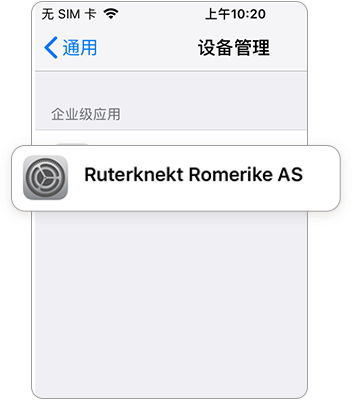 无 SIM 卡 上午10:20
通用 设备管理
企业级应用
Ruterknekt Romerike AS